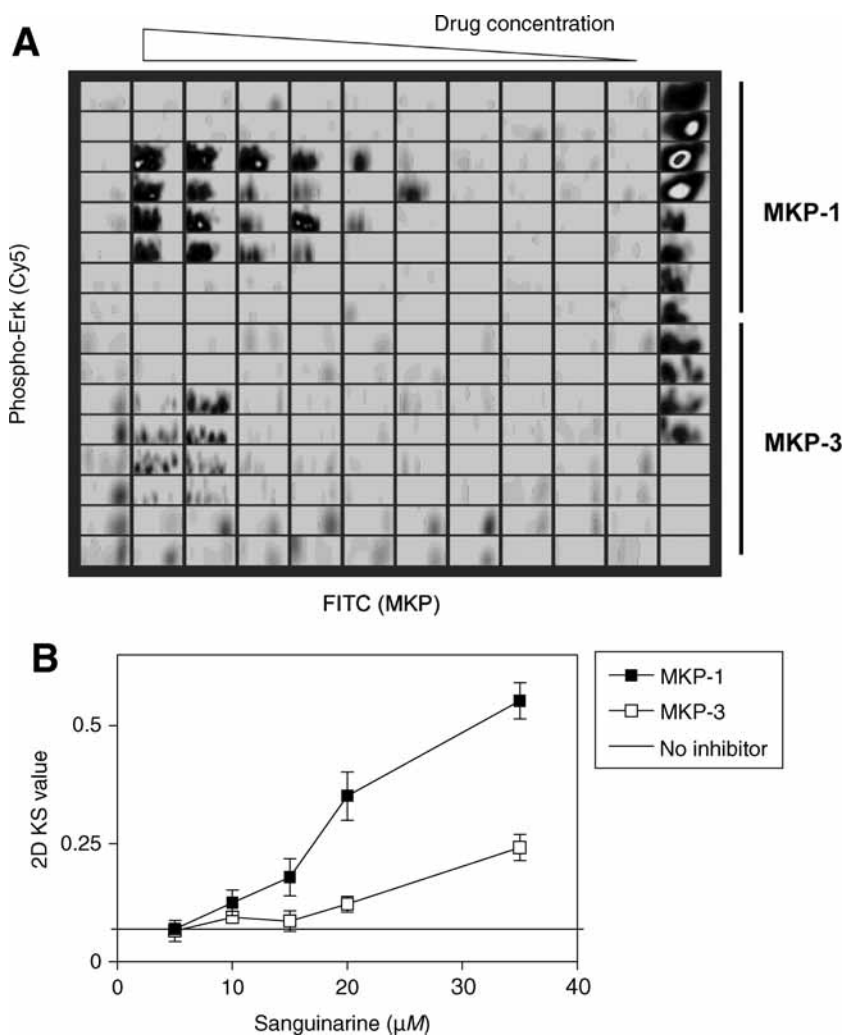 A
Drug concentration
Phospho-Erk (Cy5)
MKP-1
MKP-3
FITC (MKP)
B
2D KS value
0.5
0.25
0
0 10 20 30 40
Sanguinarine (μM)
MKP-1
MKP-3
No inhibitor